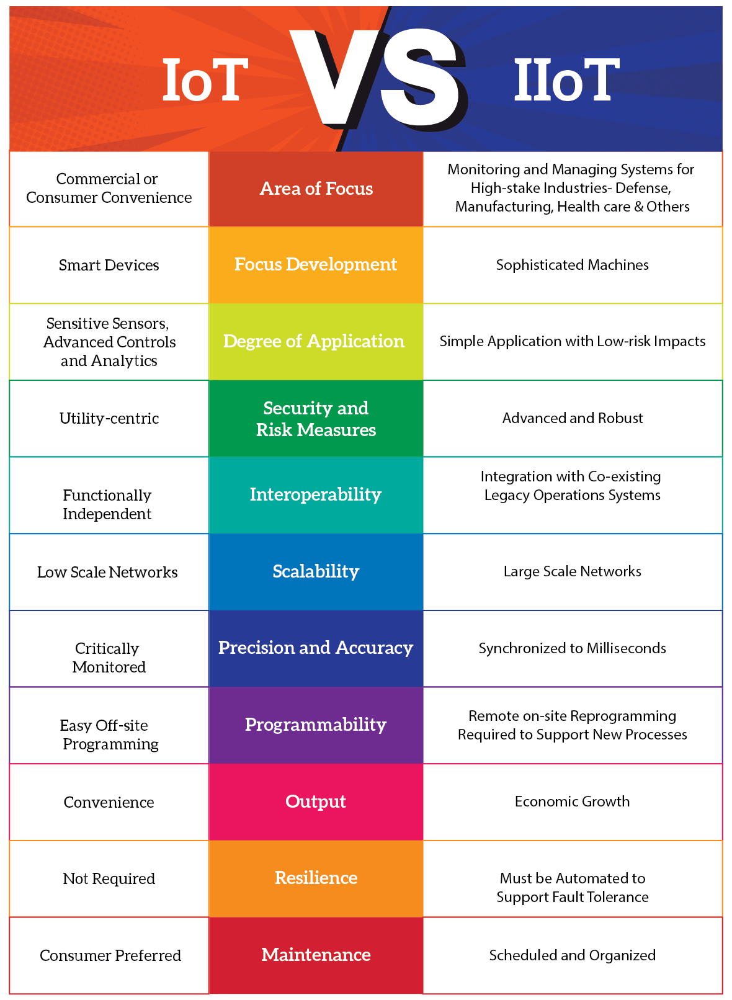 IoT VS IIoT
Commercial or
Consumer Convenience
Area of Focus
Monitoring and Managing Systems for
High-stake Industries- Defense,
Manufacturing, Health care & Others
Smart Devices
Focus Development
Sophisticated Machines
Sensitive Sensors,
Advanced Controls
and Analytics
Degree of Application
Simple Application with Low-risk Impacts
Utility-centric
Security and
Risk Measures
Advanced and Robust
Functionally
Independent
Interoperability
Integration with Co-existing
Legacy Operations Systems
Low Scale Networks
Scalability
Large Scale Networks
Critically
Monitored
Precision and Accuracy
Synchronized to Milliseconds
Easy Off-site
Programming
Programmability
Remote on-site Reprogramming
Required to Support New Processes
Convenience
Output
Economic Growth
Not Required
Resilience
Must be Automated to
Support Fault Tolerance
Consumer Preferred
Maintenance
Scheduled and Organized